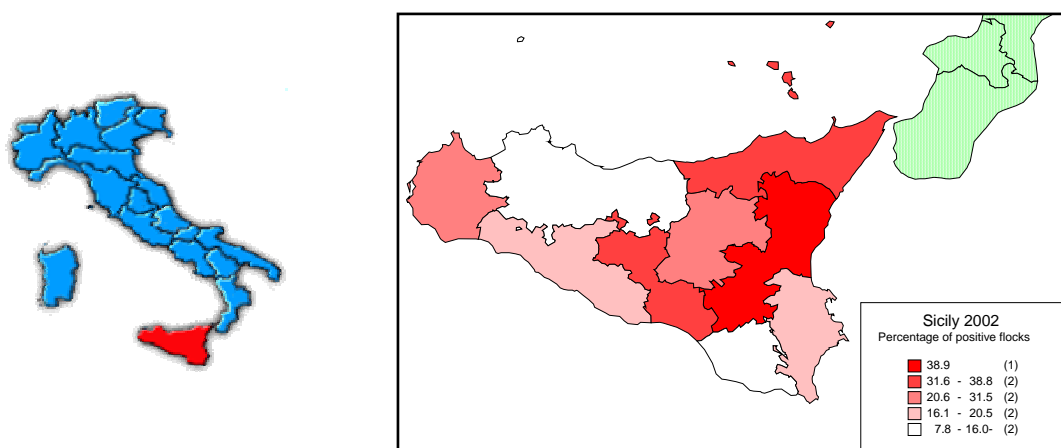 Sicily 2002
Percentage of positive flocks
38.9 (1)
31.6 - 38.8 (2)
20.6 - 31.5 (2)
16.1 - 20.5 (2)
7.8 - 16.0- (2)